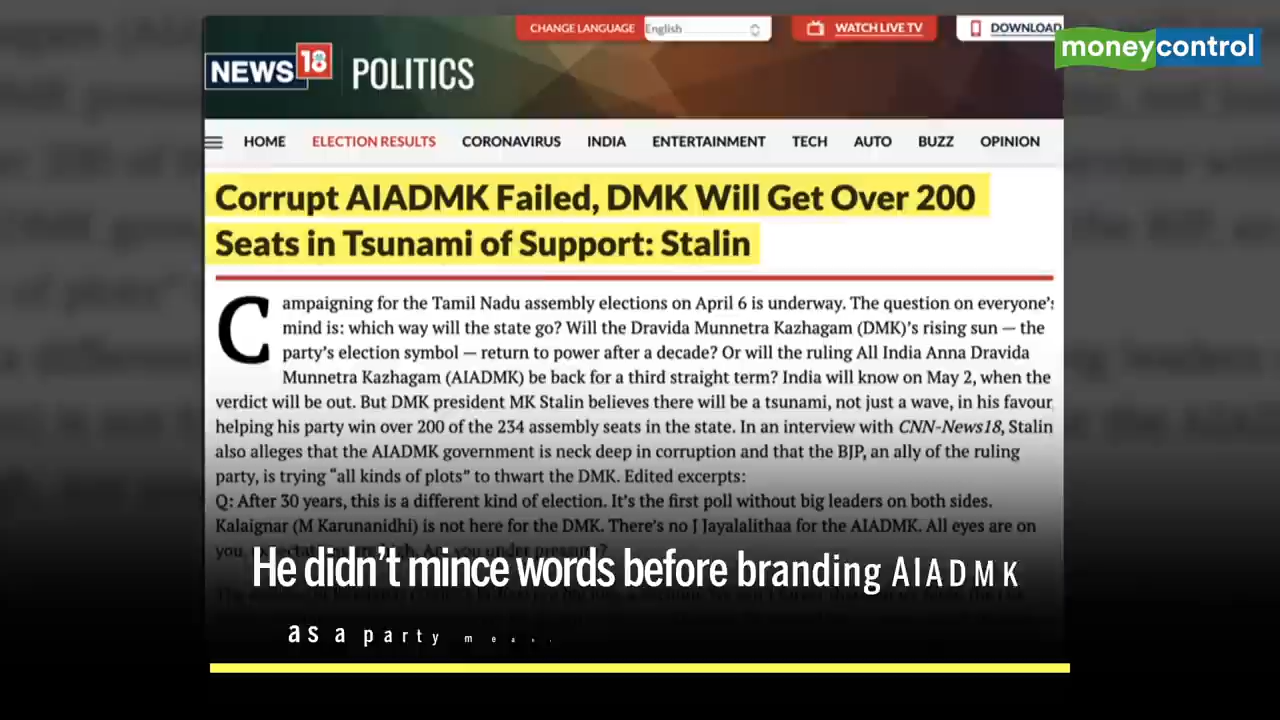 CHANGE LANGUAGE English WATCH LIVE TV DOWNLOAD
moneycontrol
NEWS 18 POLITICS
HOME ELECTION RESULTS CORONAVIRUS INDIA ENTERTAINMENT TECH AUTO BUZZ OPINION
Corrupt AIADMK Failed, DMK Will Get Over 200
Seats in Tsunami of Support: Stalin
Campaigning for the Tamil Nadu assembly elections on April 6 is underway. The question on everyone's
mind is: which way will the state go? Will the Dravida Munnetra Kazhagam (DMK)'s rising sun — the
party's election symbol — return to power after a decade? Or will the ruling All India Anna Dravida
Munnetra Kazhagam (AIADMK) be back for a third straight term? India will know on May 2, when the
verdict will be out. But DMK president MK Stalin believes there will be a tsunami, not just a wave, in his favour
helping his party win over 200 of the 234 assembly seats in the state. In an interview with CNN-News18, Stalin
also alleges that the AIADMK government is neck deep in corruption and that the BJP, an ally of the ruling
party, is trying “all kinds of plots” to thwart the DMK. Edited excerpts:
Q: After 30 years, this is a different kind of election. It's the first poll without big leaders on both sides.
Kalaignar (M Karunanidhi) is not here for the DMK. There's no J Jayalalithaa for the AIADMK. All eyes are on
you,
He didn't mince words before branding AIADMK
as a party